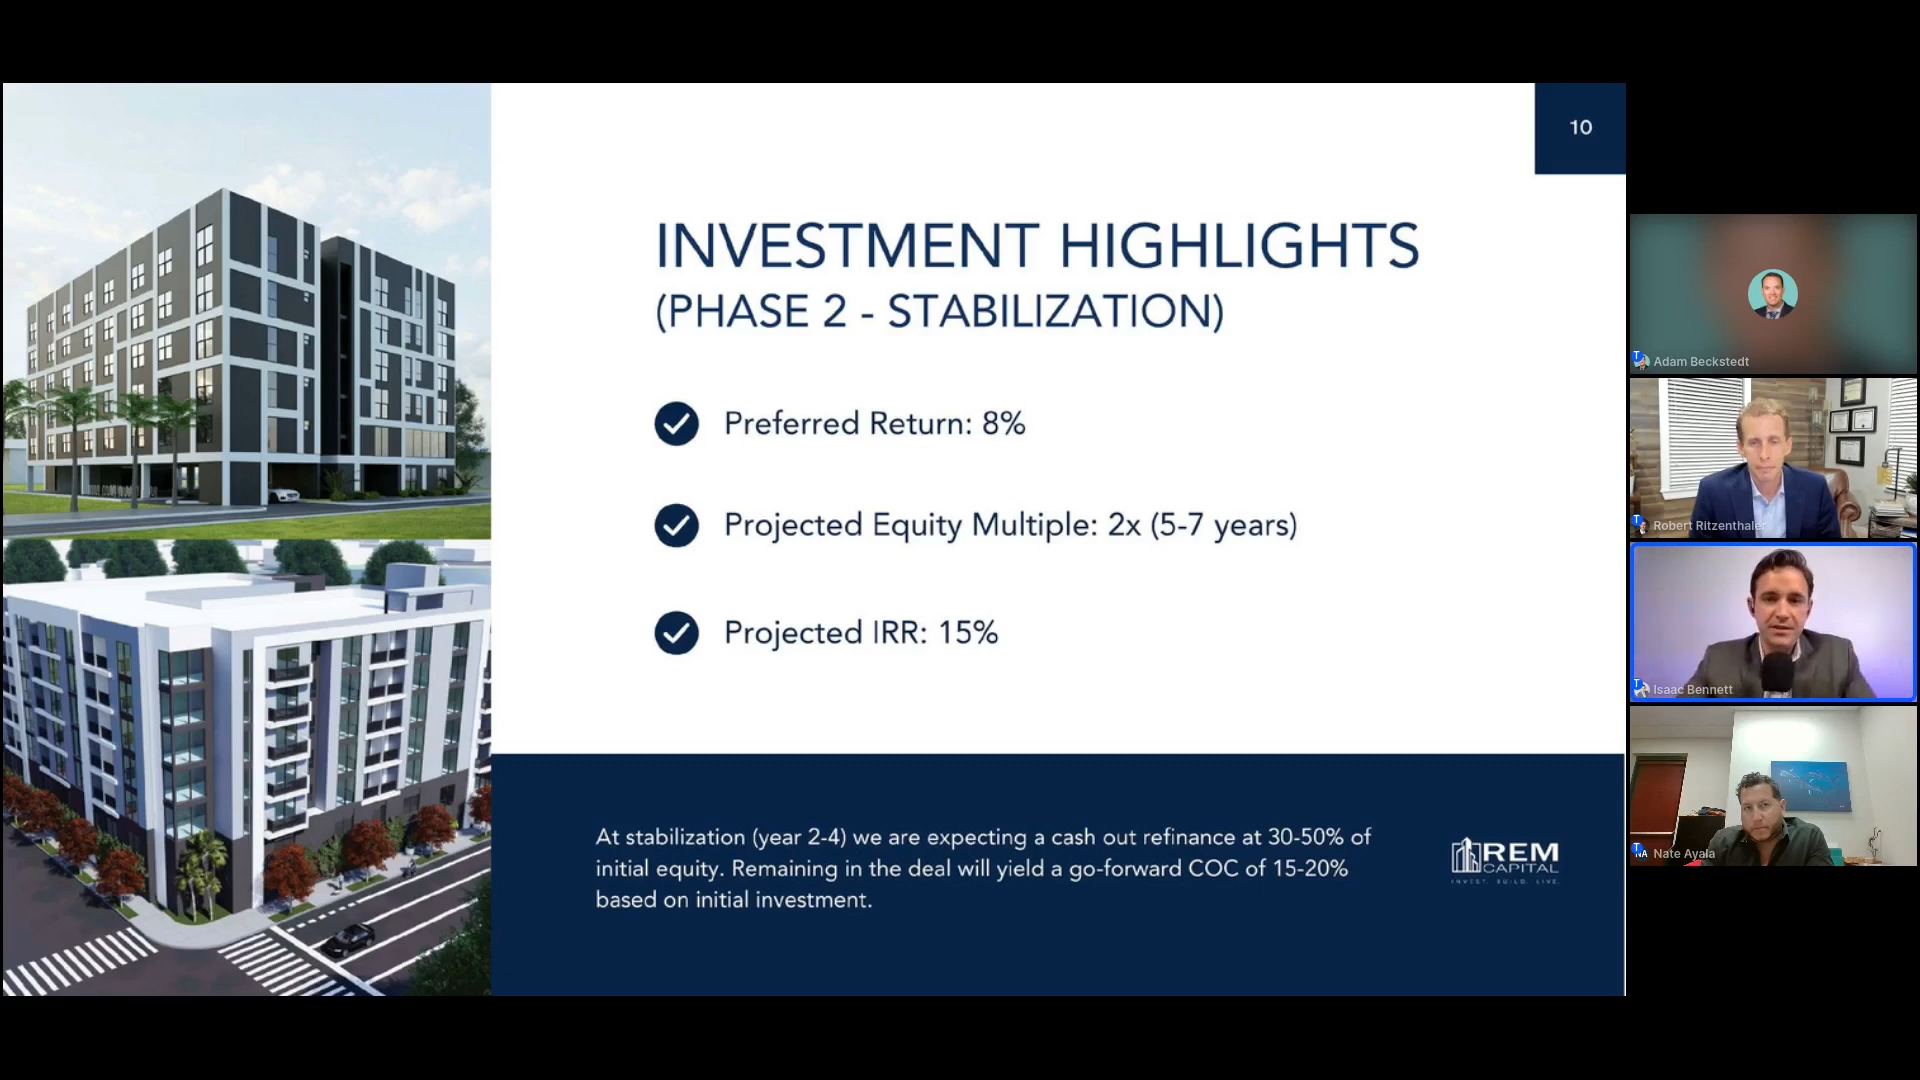 10
INVESTMENT HIGHLIGHTS
(PHASE 2 - STABILIZATION)
Preferred Return: 8%
Projected Equity Multiple: 2x (5-7 years)
Projected IRR: 15%
At stabilization (year 2-4) we are expecting a cash out refinance at 30-50% of
initial equity. Remaining in the deal will yield a go-forward COC of 15-20%
based on initial investment.
REM
CAPITAL
INVEST. BUILD. LIVE.
Adam Beckstedt
Robert Ritzenthaler
Isaac Bennett
NA Nate Ayala